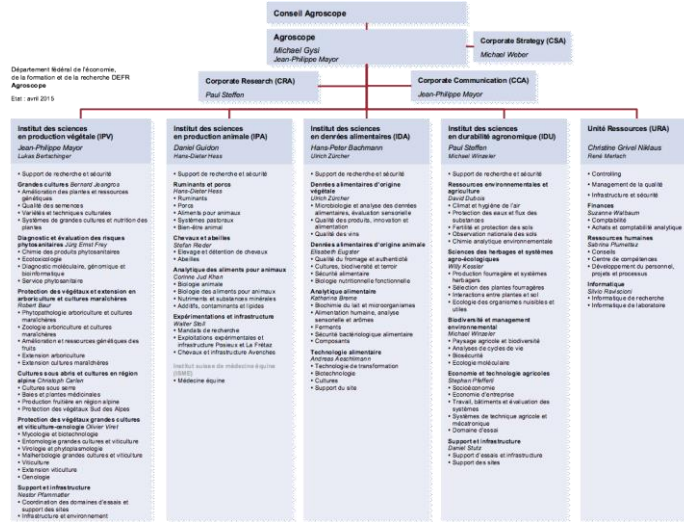 Conseil Agroscope
Agroscope
Michael Gysi
Jean-Philippe Mayor
Corporate Strategy (CSA)
Michael Weber
Département fédéral de l'économie,
de la formation et de la recherche DEFR
Agroscope
Etat : avril 2015
Corporate Research (CRA)
Paul Steffen
Corporate Communication (CCA)
Jean-Philippe Mayor
Institut des sciences
en production végétale (IPV)
Jean-Philippe Mayor
Lukas Bertschinger
• Support de recherche et sécurité
Grandes cultures Bernard Jeangros
• Amélioration des plantes et ressources
génétiques
• Qualité des semences
• Variétés et techniques culturales
• Systèmes de grandes cultures et nutrition des
plantes
Diagnostic et évaluation des risques
phytosanitaires Jürg Ernst Frey
• Chimie des produits phytosanitaires
• Ecotoxicologie
• Diagnostic moléculaire, génomique et
bioinformatique
• Service phytosanitaire
Protection des végétaux et extension en
arboriculture et cultures maraîchères
Robert Baur
• Phytopathologie arboriculture et cultures
maraîchères
• Zoologie arboriculture et cultures
maraîchères
• Amélioration et ressources génétiques des
fruits
• Extension arboriculture
• Extension cultures maraîchères
Cultures sous abris et cultures en région
alpine Christoph Carlen
• Cultures sous serre
• Baies et plantes médicinales
• Production fruitière en région alpine
• Protection des végétaux Sud des Alpes
Protection des végétaux grandes cultures
et viticulture-œnologie Olivier Viret
• Mycologie et biotechnologie
• Entomologie grandes cultures et viticulture
• Virologie et phytoplasmologie
• Malherbologie grandes cultures et viticulture
• Viticulture
• Extension viticulture
• Oenologie
Support et infrastructure
Nestor Pfammatter
• Coordination des domaines d'essais et
support des sites
• Infrastructure et environnement
Institut des sciences
en production animale (IPA)
Daniel Guidon
Hans-Dieter Hess
• Support de recherche et sécurité
Ruminants et porcs
Hans-Dieter Hess
• Ruminants
• Porcs
• Aliments pour animaux
• Systèmes pastoraux
• Bien-être animal
Chevaux et abeilles
Stefan Rieder
• Elevage et détention de chevaux
• Abeilles
Analytique des aliments pour animaux
Corinne Jud Khan
• Biologie animale
• Biologie des aliments pour animaux
• Nutriments et substances minérales
• Additifs, contaminants et lipides
Expérimentations et infrastructure
Walter Stoll
• Mandats de recherche
• Exploitations expérimentales et
infrastructure Posieux et La Frêtaz
• Chevaux et infrastructure Avenches
Institut suisse de médecine équine
(ISME)
• Médecine équine
Institut des sciences
en denrées alimentaires (IDA)
Hans-Peter Bachmann
Ulrich Zürcher
• Support de recherche et sécurité
Denrées alimentaires d'origine
végétale
Ulrich Zürcher
• Microbiologie et analyse des denrées
alimentaires, évaluation sensorielle
• Qualité des produits, innovation et
alimentation
• Qualité des vins
Denrées alimentaires d'origine animale
Elisabeth Eugster
• Qualité du fromage et authenticité
• Cultures, biodiversité et terroir
• Sécurité alimentaire
• Biologie nutritionnelle fonctionnelle
Analytique alimentaire
Katharina Breme
• Biochimie du lait et microorganismes
• Alimentation humaine, analyse
sensorielle et arômes
• Ferments
• Sécurité bactériologique alimentaire
• Composants
Technologie alimentaire
Andreas Aeschlimann
• Technologie de transformation
• Biotechnologie
• Cultures
• Support du site
Institut des sciences
en durabilité agronomique (IDU)
Paul Steffen
Michael Winzeler
• Support de recherche et sécurité
Ressources environnementales et
agriculture
David Dubois
• Climat et hygiène de l'air
• Protection des eaux et flux des
substances
• Fertilité et protection des sols
• Observation nationale des sols
• Chimie analytique environnementale
Sciences des herbages et systèmes
agro-écologiques
Willy Kessler
• Production fourragère et systèmes
herbagers
• Sélection des plantes fourragères
• Interactions entre plantes et sol
• Ecologie des organismes nuisibles et
utiles
Biodiversité et management
environnemental
Michael Winzeler
• Paysage agricole et biodiversité
• Analyses de cycles de vie
• Biosécurité
• Ecologie moléculaire
Economie et technologie agricoles
Stephan Pfefferli
• Socioéconomie
• Economie d'entreprise
• Travail, bâtiments et évaluation des
systèmes
• Systèmes de technique agricole et
mécatronique
• Domaine d'essai
Support et infrastructure
Daniel Stutz
• Support d'essais et infrastructure
• Support des sites
Unité Ressources (URA)
Christine Grivel Niklaus
René Merlach
• Controlling
• Management de la qualité
• Infrastructure et sécurité
Finances
Suzanne Walbaum
• Comptabilité
• Achats et comptabilité analytique
Ressources humaines
Sabrina Plumettaz
• Conseils
• Centre de compétences
• Développement du personnel,
projets et processus
Informatique
Silvio Ravisioni
• Informatique de recherche
• Informatique de laboratoire